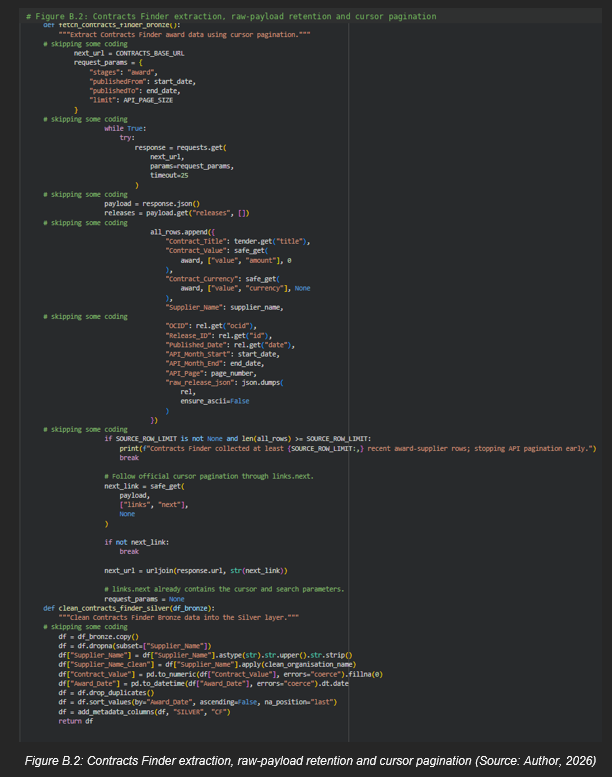 # Figure B.2: Contracts Finder extraction, raw-payload retention and cursor pagination
def fetch_contracts_finder_bronze():
"""Extract Contracts Finder award data using cursor pagination."""
# skipping some coding
next_url = CONTRACTS_BASE_URL
request_params = {
"stages": "award",
"publishedFrom": start_date,
"publishedTo": end_date,
"limit": API_PAGE_SIZE
}
# skipping some coding
while True:
try:
response = requests.get(
next_url,
params=request_params,
timeout=25
)
# skipping some coding
payload = response.json()
releases = payload.get("releases", [])
# skipping some coding
all_rows.append({
"Contract_Title": tender.get("title"),
"Contract_Value": safe_get(
award, ["value", "amount"], 0
),
"Contract_Currency": safe_get(
award, ["value", "currency"], None
),
"Supplier_Name": supplier_name,
# skipping some coding
"OCID": rel.get("ocid"),
"Release_ID": rel.get("id"),
"Published_Date": rel.get("date"),
"API_Month_Start": start_date,
"API_Month_End": end_date,
"API_Page": page_number,
"raw_release_json": json.dumps(
rel,
ensure_ascii=False
)
})
# skipping some coding
if SOURCE_ROW_LIMIT is not None and len(all_rows) >= SOURCE_ROW_LIMIT:
print(f"Contracts Finder collected at least {SOURCE_ROW_LIMIT:,} recent award-supplier rows; stopping API pagination early.")
break
# Follow official cursor pagination through links.next.
next_link = safe_get(
payload,
["links", "next"],
None
)
if not next_link:
break
next_url = urljoin(response.url, str(next_link))
# links.next already contains the cursor and search parameters.
request_params = None
def clean_contracts_finder_silver(df_bronze):
"""Clean Contracts Finder Bronze data into the Silver layer."""
# skipping some coding
df = df_bronze.copy()
df = df.dropna(subset=["Supplier_Name"])
df["Supplier_Name"] = df["Supplier_Name"].astype(str).str.upper().str.strip()
df["Supplier_Name_Clean"] = df["Supplier_Name"].apply(clean_organisation_name)
df["Contract_Value"] = pd.to_numeric(df["Contract_Value"], errors="coerce").fillna(0)
df["Award_Date"] = pd.to_datetime(df["Award_Date"], errors="coerce").dt.date
df = df.drop_duplicates()
df = df.sort_values(by="Award_Date", ascending=False, na_position="last")
df = add_metadata_columns(df, "SILVER", "CF")
return df
Figure B.2: Contracts Finder extraction, raw-payload retention and cursor pagination (Source: Author, 2026)